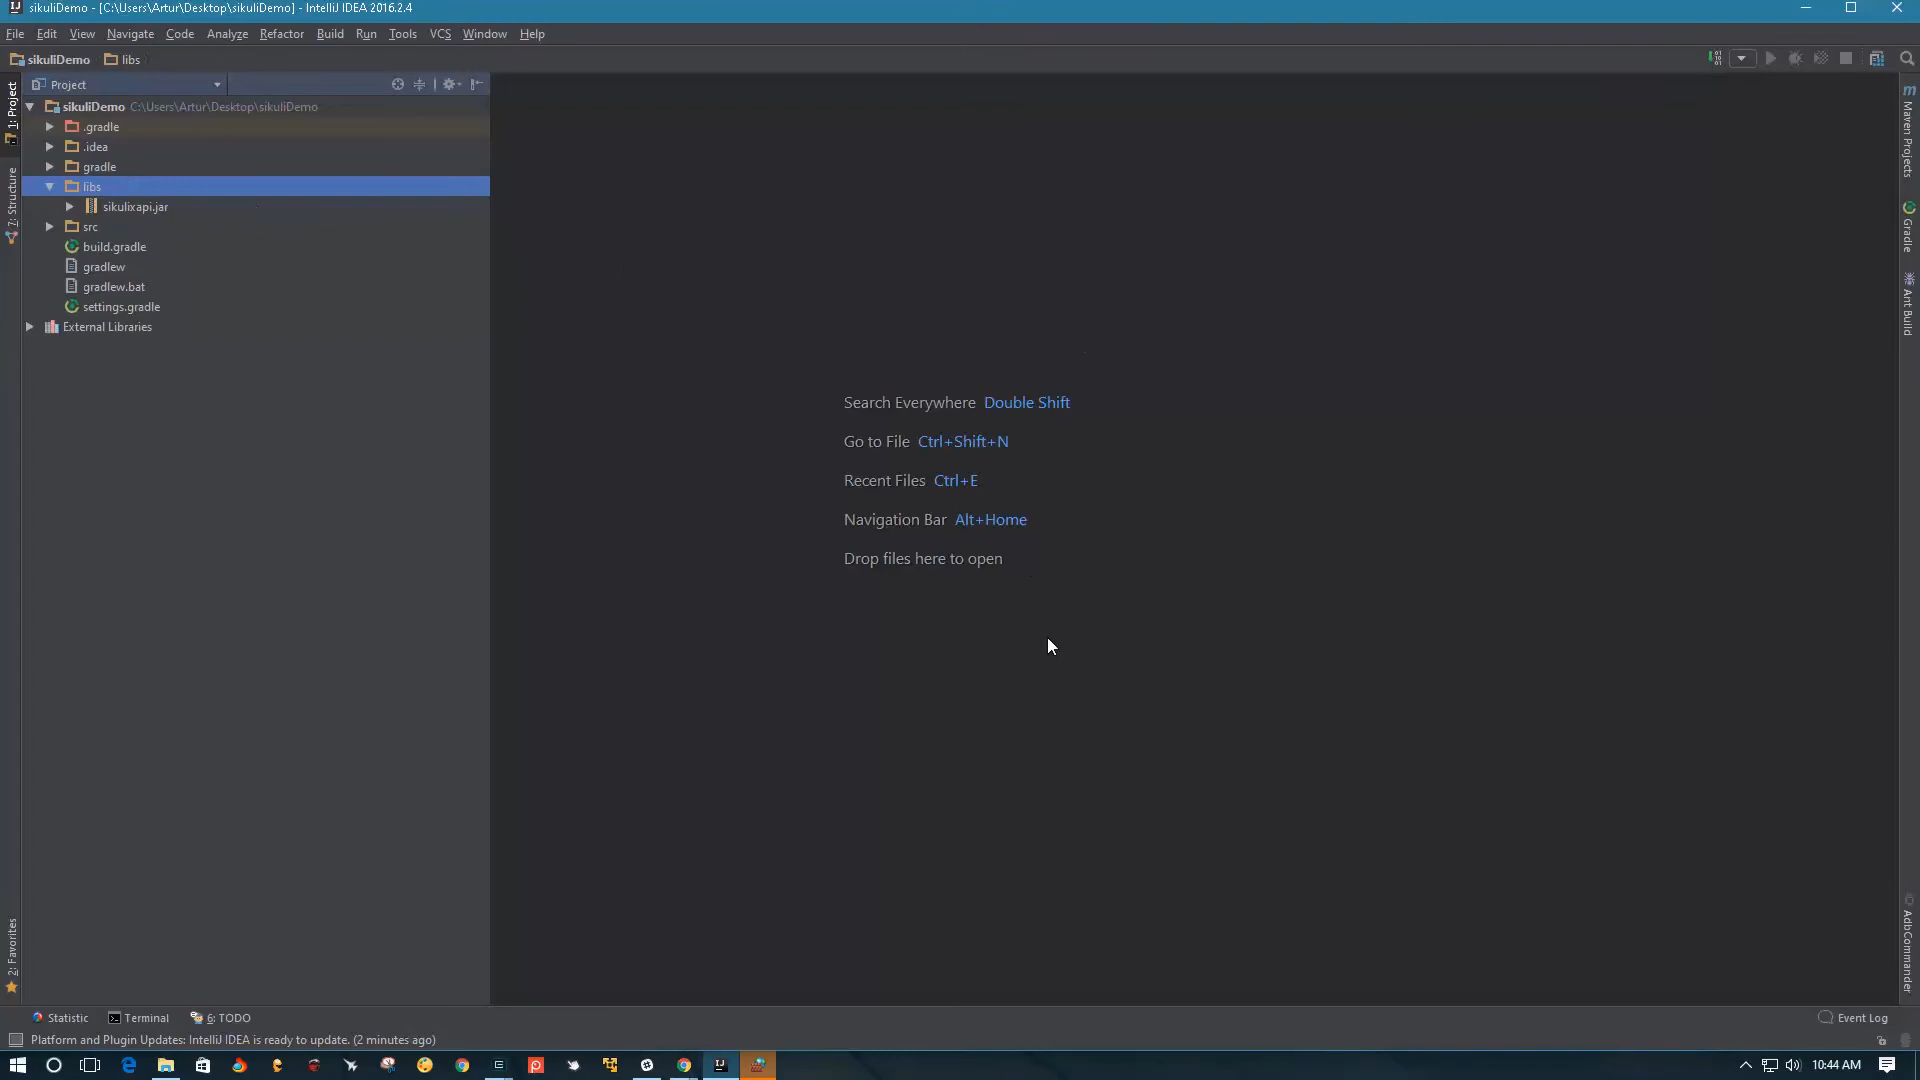 sikuliDemo - [C:\Users\Artur\Desktop\sikuliDemo] - IntelliJ IDEA 2016.2.4
File Edit View Navigate Code Analyze Refactor Build Run Tools VCS Window Help
sikuliDemo libs
Project
sikuliDemo C:\Users\Artur\Desktop\sikuliDemo
.gradle
.idea
gradle
libs
sikulixapi.jar
src
build.gradle
gradlew
gradlew.bat
settings.gradle
External Libraries
1: Project
7: Structure
2: Favorites
Search Everywhere Double Shift
Go to File Ctrl+Shift+N
Recent Files Ctrl+E
Navigation Bar Alt+Home
Drop files here to open
Maven Projects
Gradle
Ant Build
AdbCommander
Statistic Terminal 6: TODO Event Log
Platform and Plugin Updates: IntelliJ IDEA is ready to update. (2 minutes ago)
10:44 AM